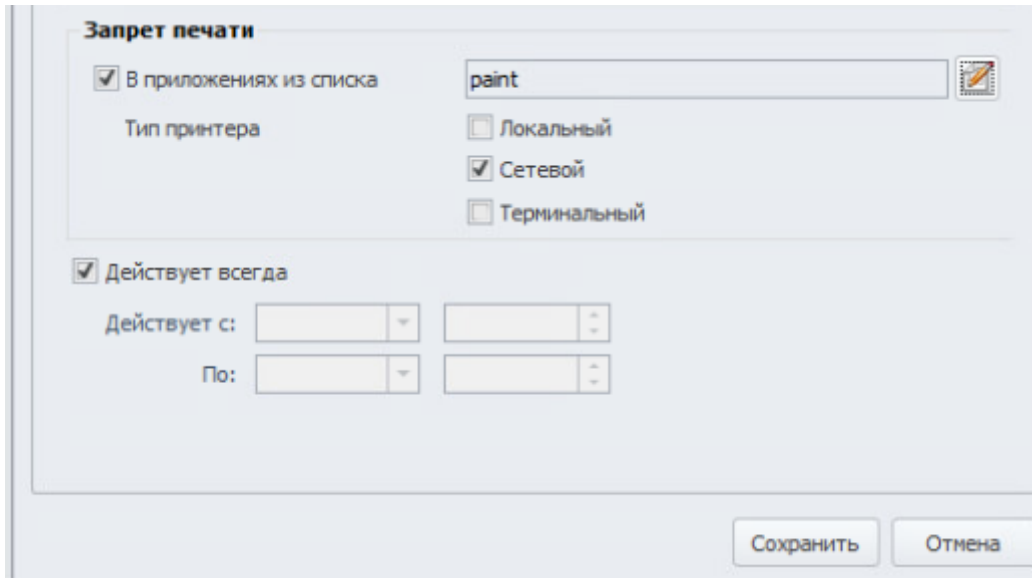 Запрет печати
В приложениях из списка paint
Тип принтера Локальный
Сетевой
Терминальный
Действует всегда
Действует с:
По:
Сохранить Отмена